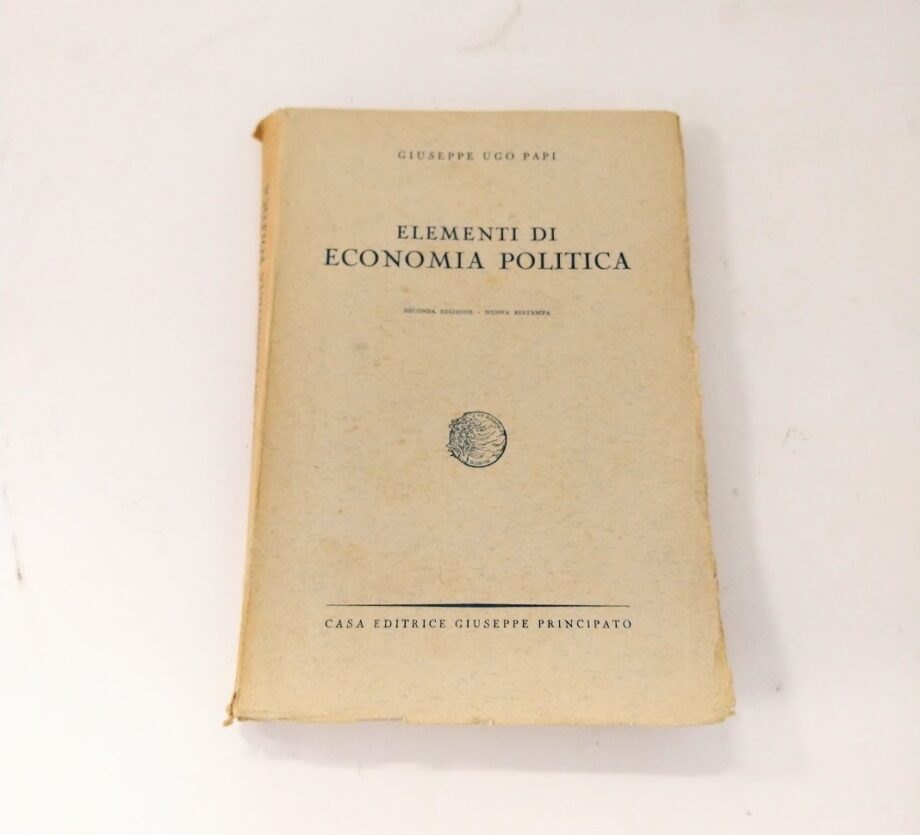 GIUSEPPE UGO PAPI
ELEMENTI DI
ECONOMIA POLITICA
SECONDA EDIZIONE - NUOVA RISTAMPA
CASA EDITRICE GIUSEPPE PRINCIPATO